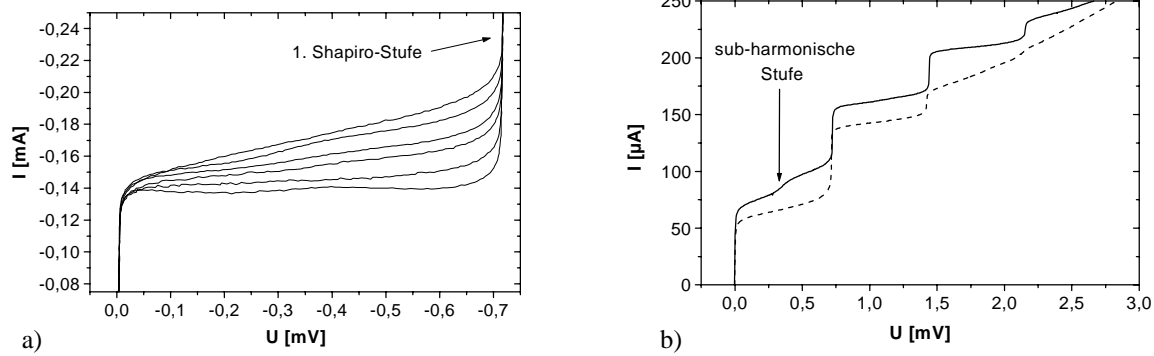 -0,24
-0,22
-0,20
-0,18
-0,16
-0,14
-0,12
-0,10
-0,08
I [mA]
1. Shapiro-Stufe
0,0 -0,1 -0,2 -0,3 -0,4 -0,5 -0,6 -0,7
U [mV]
a)
250
200
150
100
50
0
I [µA]
sub-harmonische
Stufe
0,0 0,5 1,0 1,5 2,0 2,5 3,0
U [mV]
b)